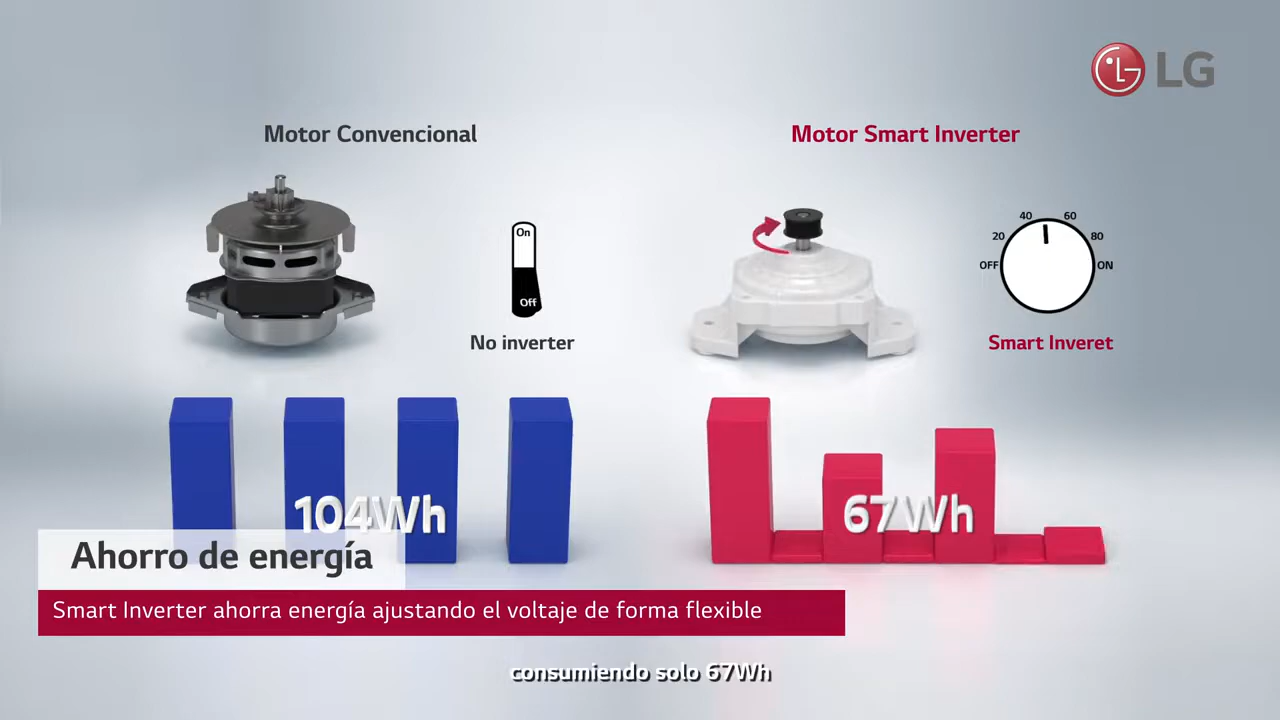 LG
Motor Convencional
Motor Smart Inverter
On
Off
No inverter
40
60
20
80
OFF
ON
Smart Inveret
104Wh
67Wh
Ahorro de energía
Smart Inverter ahorra energía ajustando el voltaje de forma flexible
consumiendo solo 67Wh